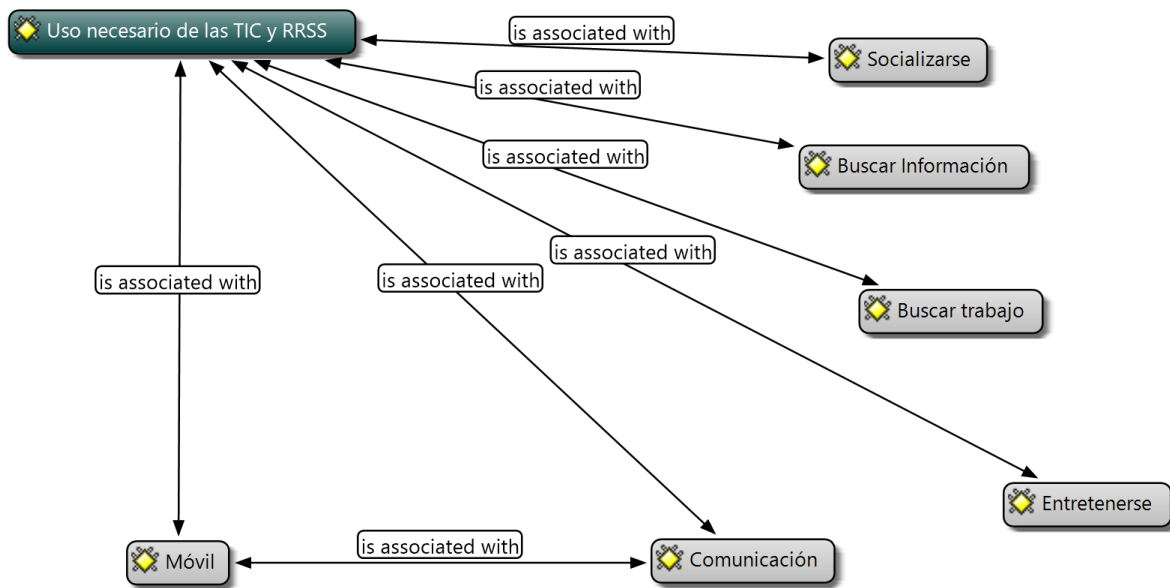 Uso necesario de las TIC y RRSS
is associated with
Socializarse
is associated with
Buscar Información
is associated with
is associated with
is associated with
is associated with
Buscar trabajo
Entretenerse
is associated with
Móvil
Comunicación